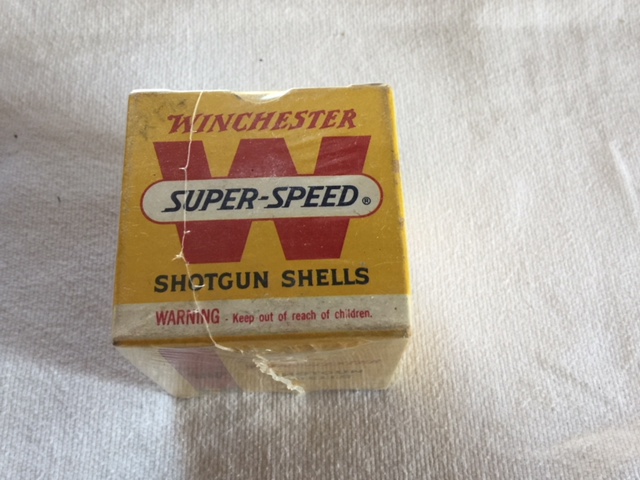 WINCHESTER
W
SUPER-SPEED®
SHOTGUN SHELLS
WARNING - Keep out of reach of children.